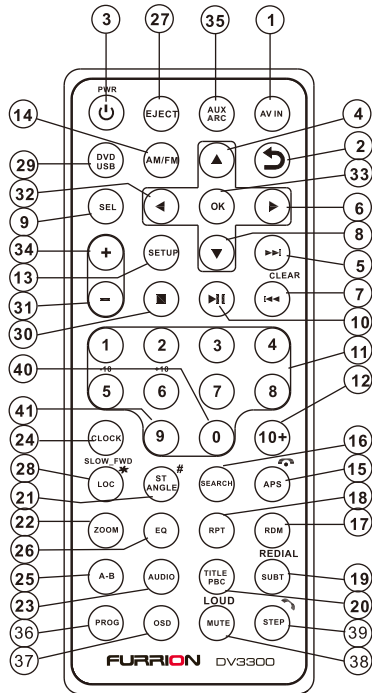 3 27 35 1
PWR
EJECT
AUX
ARC
AV IN
14 4
DVD
USB
AM/FM
29 2
32 33
SEL
OK
9 6
34 8
+
SETUP
13 5
CLEAR
31 7
−
30 10
1 2 3 4
-10 +10
40 11
5 6 7 8
12
41
9 0 10+
24
CLOCK
16
SLOW_FWD
28
LOC
*
ST
ANGLE
#
SEARCH
APS
15
21 18
22
ZOOM
EQ
RPT
RDM
17
26
REDIAL
25
A-B
AUDIO
TITLE
PBC
SUBT
19
23 20
LOUD
36
PROG
OSD
MUTE
STEP
39
37 38
FURRION DV3300